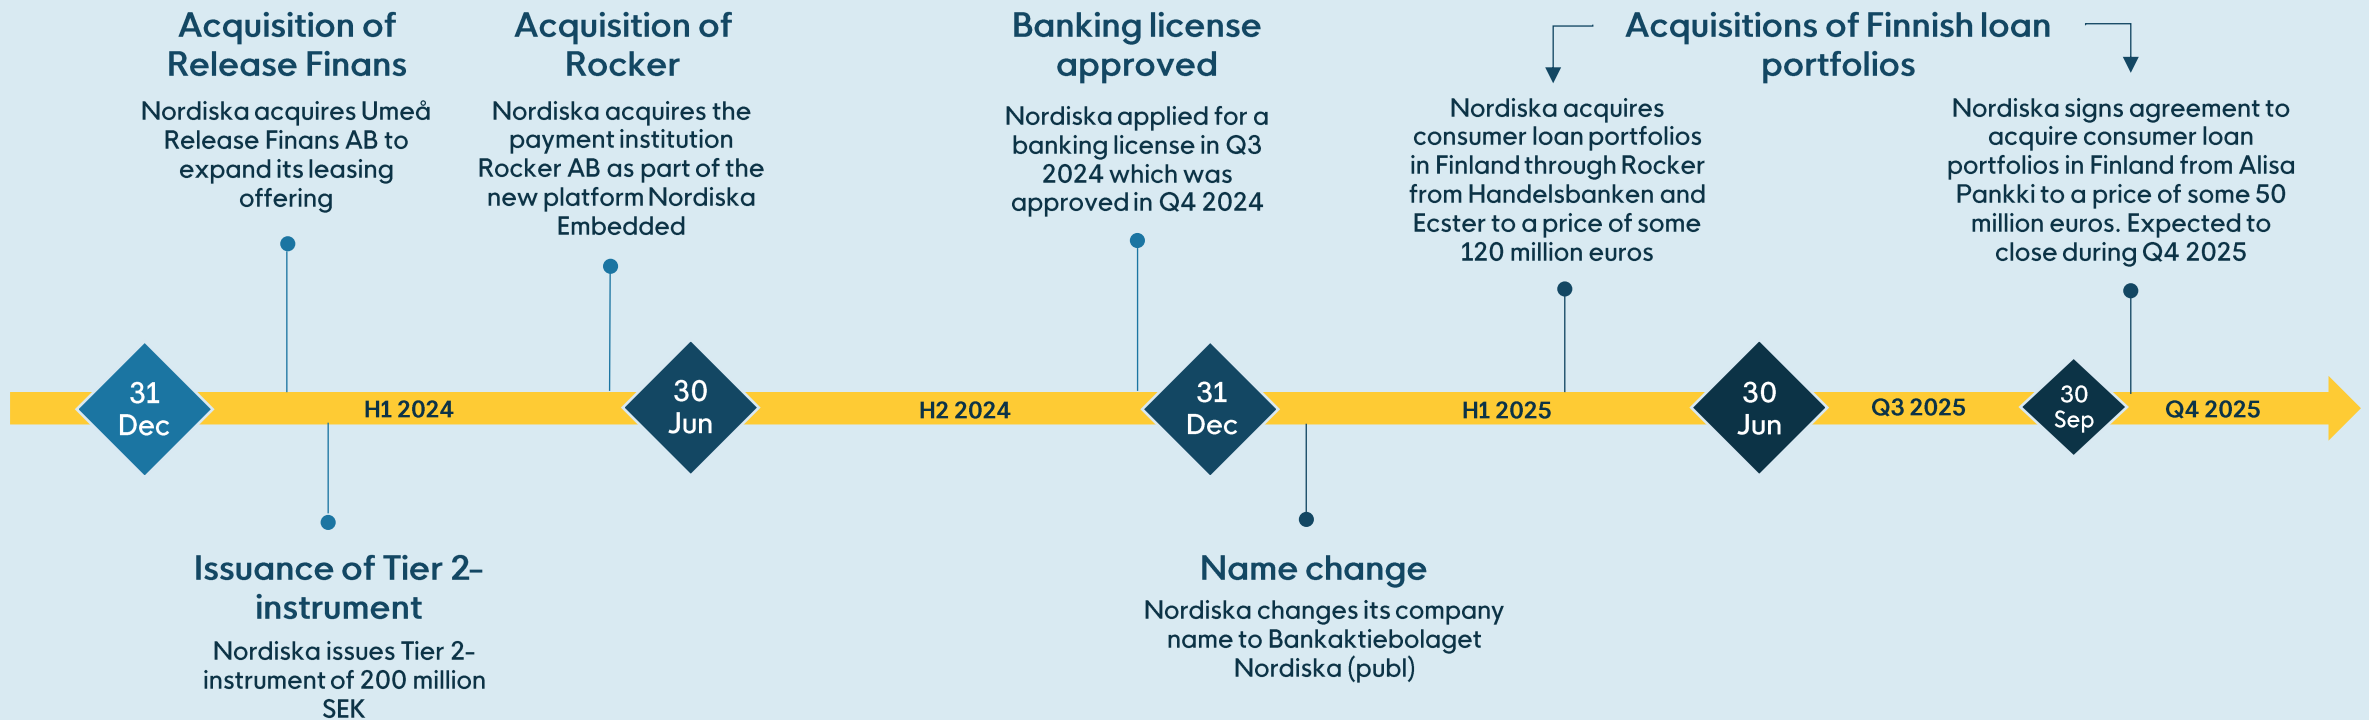 Acquisition of
Release Finans
Nordiska acquires Umeå
Release Finans AB to
expand its leasing
offering
Acquisition of
Rocker
Nordiska acquires the
payment institution
Rocker AB as part of the
new platform Nordiska
Embedded
Banking license
approved
Nordiska applied for a
banking license in Q3
2024 which was
approved in Q4 2024
Acquisitions of Finnish loan
portfolios
Nordiska acquires
consumer loan portfolios
in Finland through Rocker
from Handelsbanken and
Ecster to a price of some
120 million euros
Nordiska signs agreement to
acquire consumer loan
portfolios in Finland from Alisa
Pankki to a price of some 50
million euros. Expected to
close during Q4 2025
31
Dec
H1 2024
30
Jun
H2 2024
31
Dec
H1 2025
30
Jun
Q3 2025
30
Sep
Q4 2025
Issuance of Tier 2-
instrument
Nordiska issues Tier 2-
instrument of 200 million
SEK
Name change
Nordiska changes its company
name to Bankaktiebolaget
Nordiska (publ)